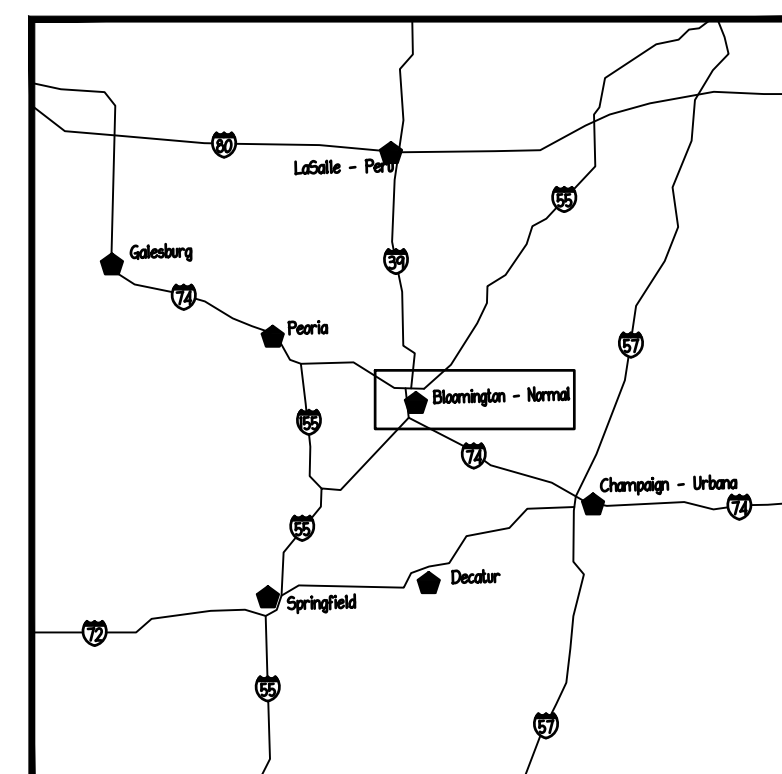 80
LaSalle - Peru
55
Galesburg
39
74
Peoria
57
Bloomington - Normal
155
74
Champaign - Urbana
74
55
Decatur
Springfield
72
55
57